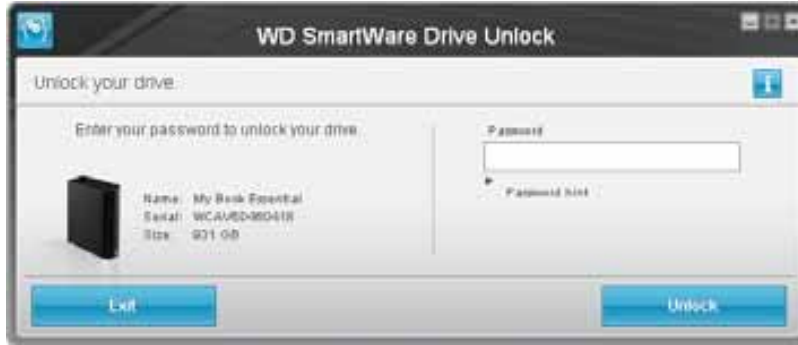 WD SmartWare Drive Unlock
Unlock your drive
Enter your password to unlock your drive.
Name: My Book Essential
Serial:
Size: 931 GB
Password
Password hint
Exit
Unlock